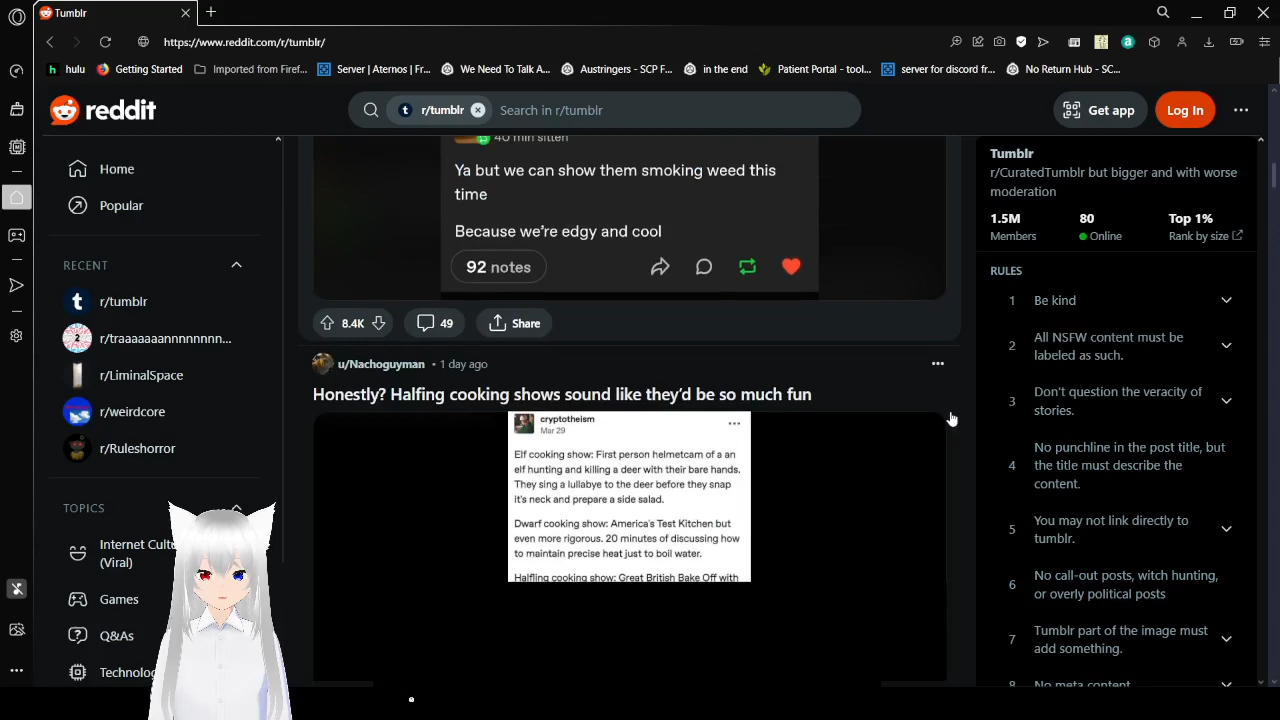 Tumblr
https://www.reddit.com/r/tumblr/
hulu
Getting Started
Imported from Firef...
Server | Aternos | Fr...
We Need To Talk A...
Austringers - SCP F...
in the end
Patient Portal - tool...
server for discord fr...
No Return Hub - SC...
reddit
r/tumblr
Search in r/tumblr
Get app
Log In
Home
Popular
RECENT
r/tumblr
r/traaaaaaannnnnnnn...
r/LiminalSpace
r/weirdcore
r/Ruleshorror
TOPICS
Internet Cultu
(Viral)
Games
Q&As
Technolog
40 min sitten
Ya but we can show them smoking weed this
time
Because we're edgy and cool
92 notes
8.4K
49
Share
u/Nachoguyman • 1 day ago
Honestly? Halfing cooking shows sound like they'd be so much fun
cryptotheism
Mar 29
Elf cooking show: First person helmetcam of a an
elf hunting and killing a deer with their bare hands.
They sing a lullabye to the deer before they snap
it's neck and prepare a side salad.
Dwarf cooking show: America's Test Kitchen but
even more rigorous. 20 minutes of discussing how
to maintain precise heat just to boil water.
Halfling cooking show: Great British Bake Off with
Tumblr
r/CuratedTumblr but bigger and with worse
moderation
1.5M
Members
80
Online
Top 1%
Rank by size
RULES
1 Be kind
2 All NSFW content must be
labeled as such.
3 Don't question the veracity of
stories.
4 No punchline in the post title, but
the title must describe the
content.
5 You may not link directly to
tumblr.
6 No call-out posts, witch hunting,
or overly political posts
7 Tumblr part of the image must
add something.
8 No meta content